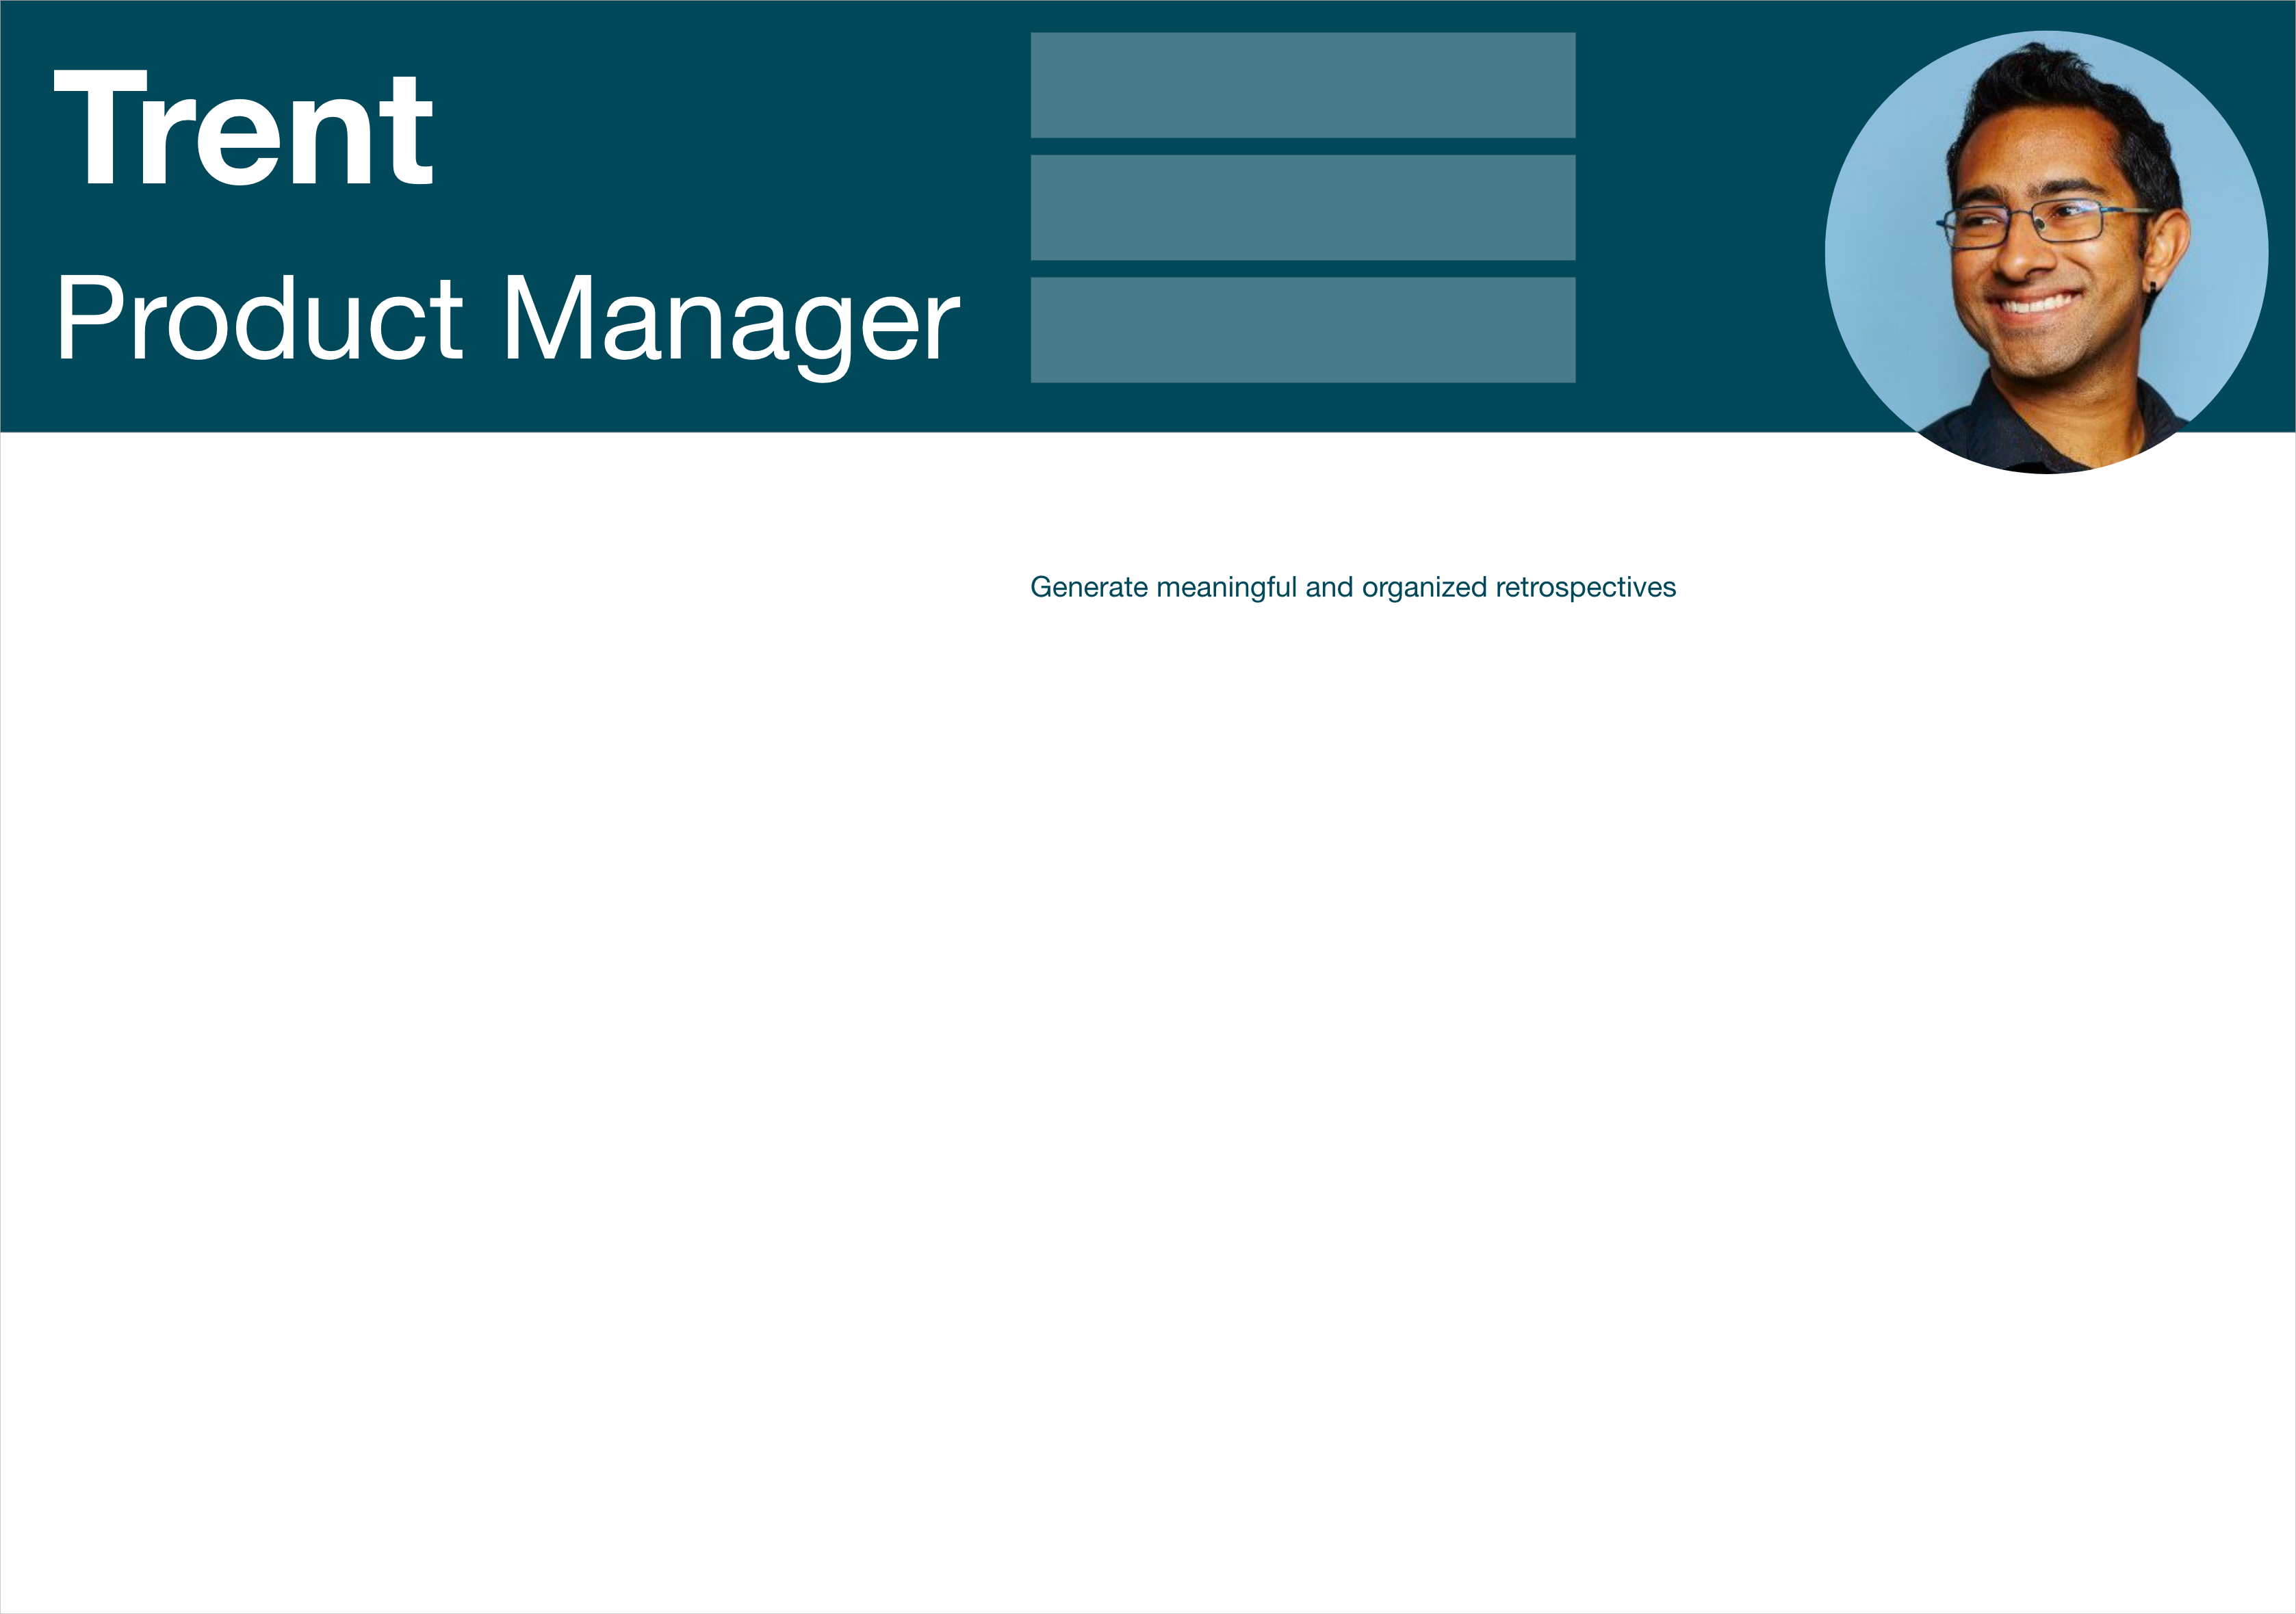 Trent
Product Manager
Generate meaningful and organized retrospectives